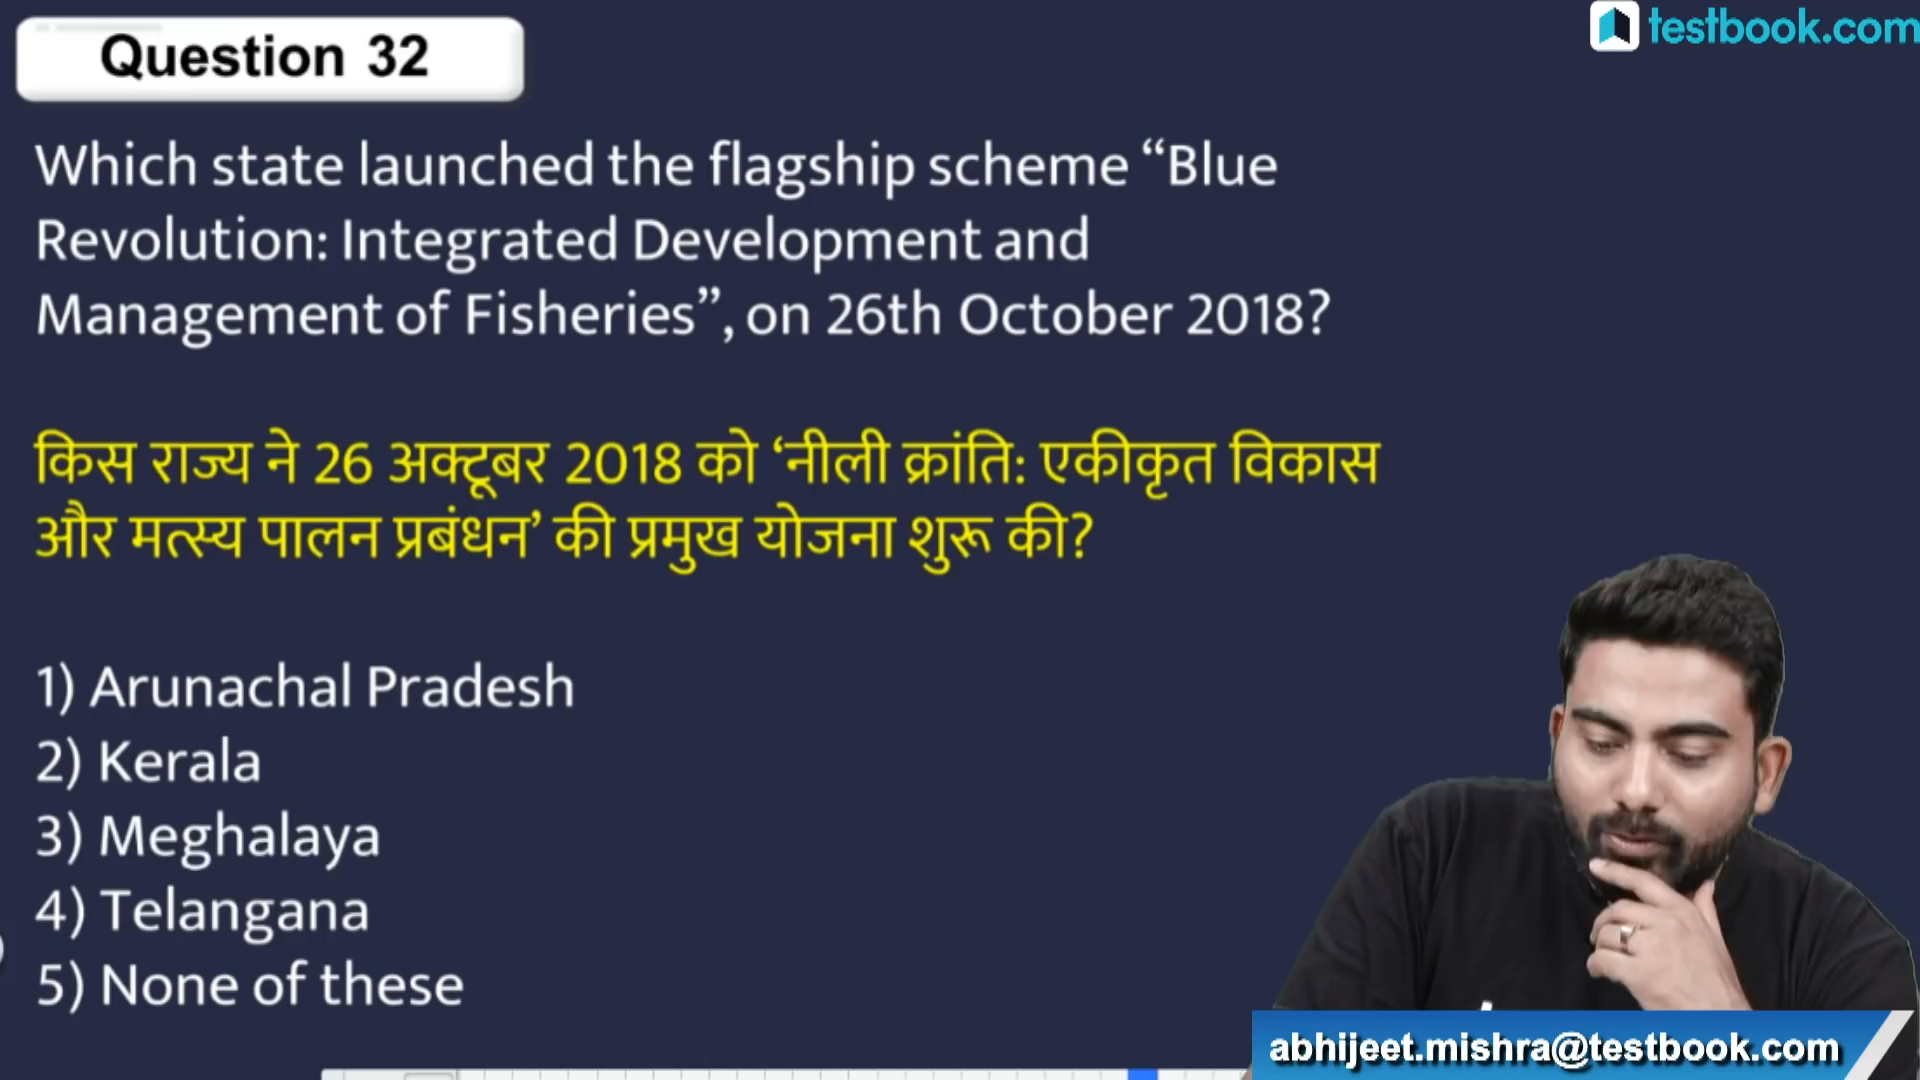 Question 32
testbook.com
Which state launched the flagship scheme “Blue
Revolution: Integrated Development and
Management of Fisheries”, on 26th October 2018?
किस राज्य ने 26 अक्टूबर 2018 को ‘नीली क्रांति: एकीकृत विकास
और मत्स्य पालन प्रबंधन’ की प्रमुख योजना शुरू की?
1) Arunachal Pradesh
2) Kerala
3) Meghalaya
4) Telangana
5) None of these
abhijeet.mishra@testbook.com